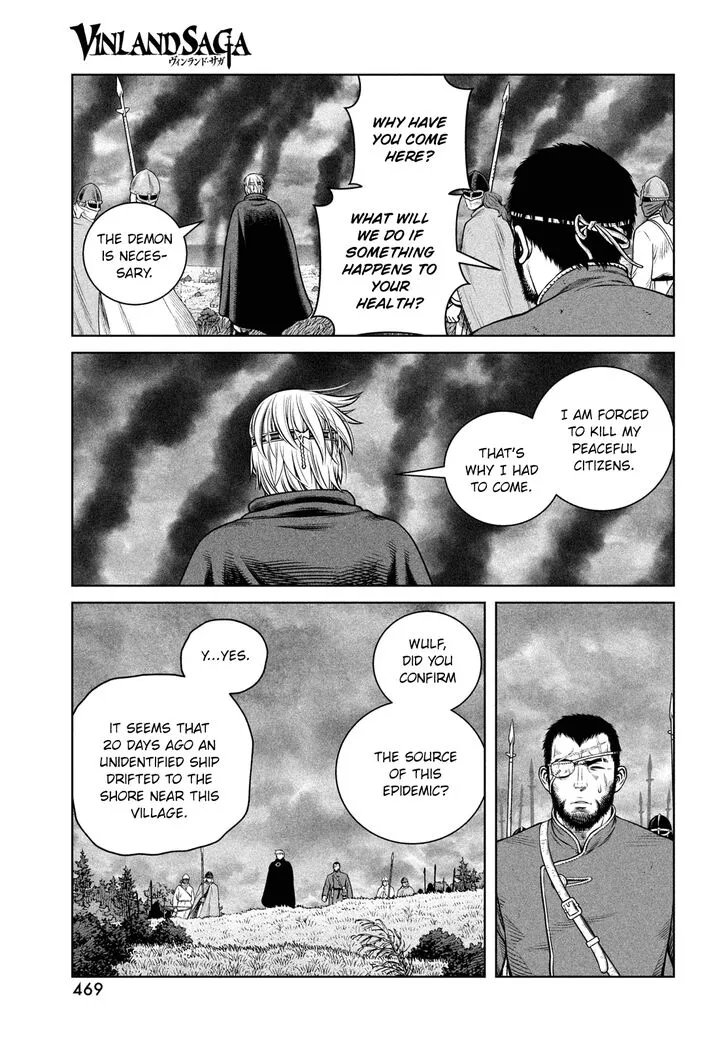 VINLAND SAGA
ヴィンランド・サガ
WHY HAVE
YOU COME
HERE?
WHAT WILL
WE DO IF
SOMETHING
HAPPENS TO
YOUR
HEALTH?
THE DEMON
IS NECES-
SARY.
I AM FORCED
TO KILL MY
PEACEFUL
CITIZENS.
THAT'S
WHY I HAD
TO COME.
WULF,
DID YOU
CONFIRM
THE SOURCE
OF THIS
EPIDEMIC?
Y...YES.
IT SEEMS THAT
20 DAYS AGO AN
UNIDENTIFIED SHIP
DRIFTED TO THE
SHORE NEAR THIS
VILLAGE.
469